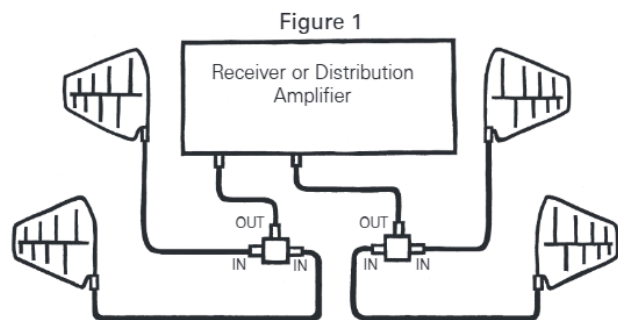 Figure 1
Receiver or Distribution
Amplifier
OUT
OUT
IN
IN
IN
IN